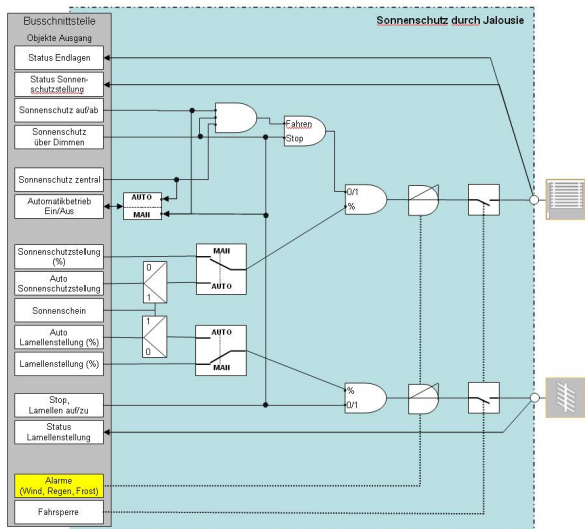 Busschnittstelle
Sonnenschutz durch Jalousie
Objekte Ausgang
Status Endlagen
Status Sonnen-
schutzstellung
Sonnenschutz auf/ab
Sonnenschutz
über Dimmen
Fahren
Stop
Sonnenschutz zentral
Automatikbetrieb
Ein/Aus
AUTO
MAN
0/1
%
Sonnenschutzstellung
(%)
Auto
Sonnenschutzstellung
Sonnenschein
Auto
Lamellenstellung (%)
Lamellenstellung (%)
0
1
1
0
MAN
AUTO
AUTO
MAN
Stop,
Lamellen auf/zu
Status
Lamellenstellung
%
0/1
Alarme
(Wind, Regen, Frost)
Fahrsperre